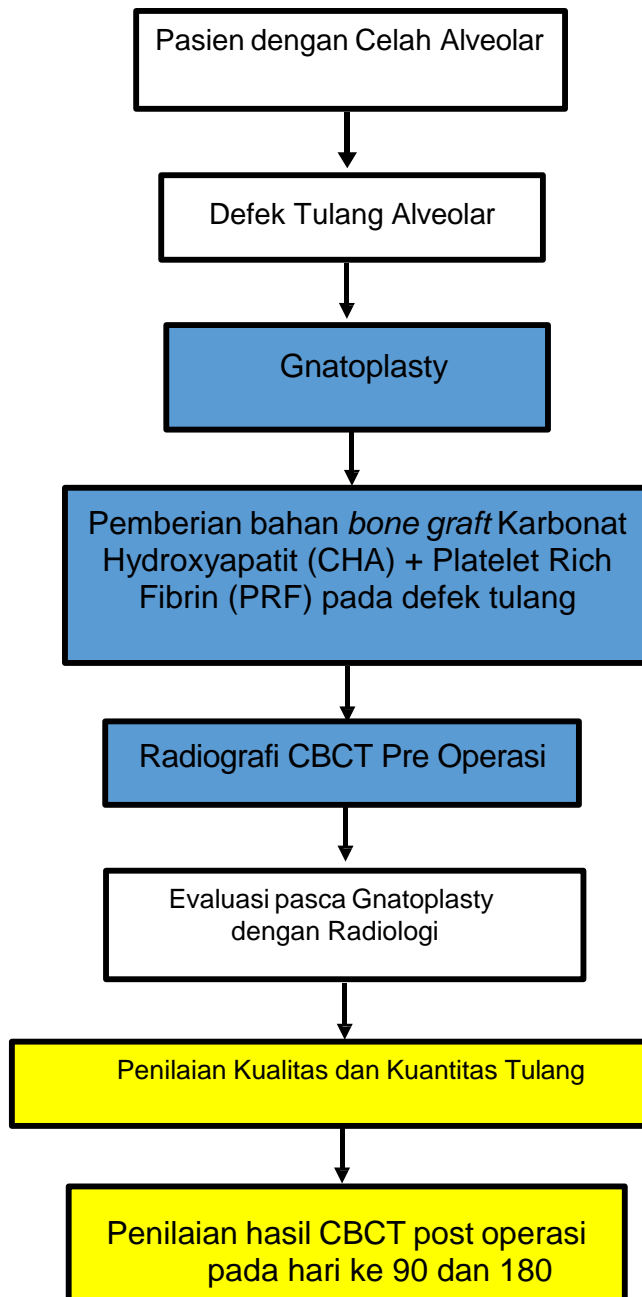 Pasien dengan Celah Alveolar
Defek Tulang Alveolar
Gnatoplasty
Pemberian bahan bone graft Karbonat
Hydroxyapatit (CHA) + Platelet Rich
Fibrin (PRF) pada defek tulang
Radiografi CBCT Pre Operasi
Evaluasi pasca Gnatoplasty
dengan Radiologi
Penilaian Kualitas dan Kuantitas Tulang
Penilaian hasil CBCT post operasi
pada hari ke 90 dan 180